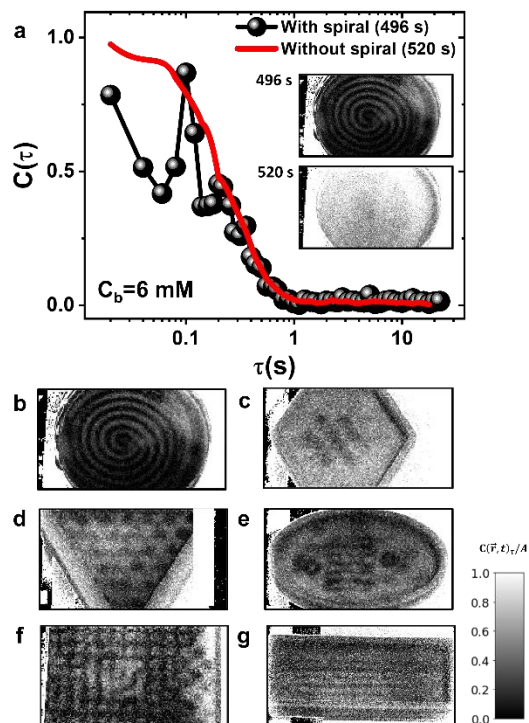 a
With spiral (496 s)
Without spiral (520 s)
1.0
0.5
0.0
C(τ)
496 s
520 s
C_b=6 mM
0.1 1 10
τ(s)
b
c
d
e
C(r⃗,t)_τ/A
1.0
0.8
0.6
0.4
0.2
0
f
g